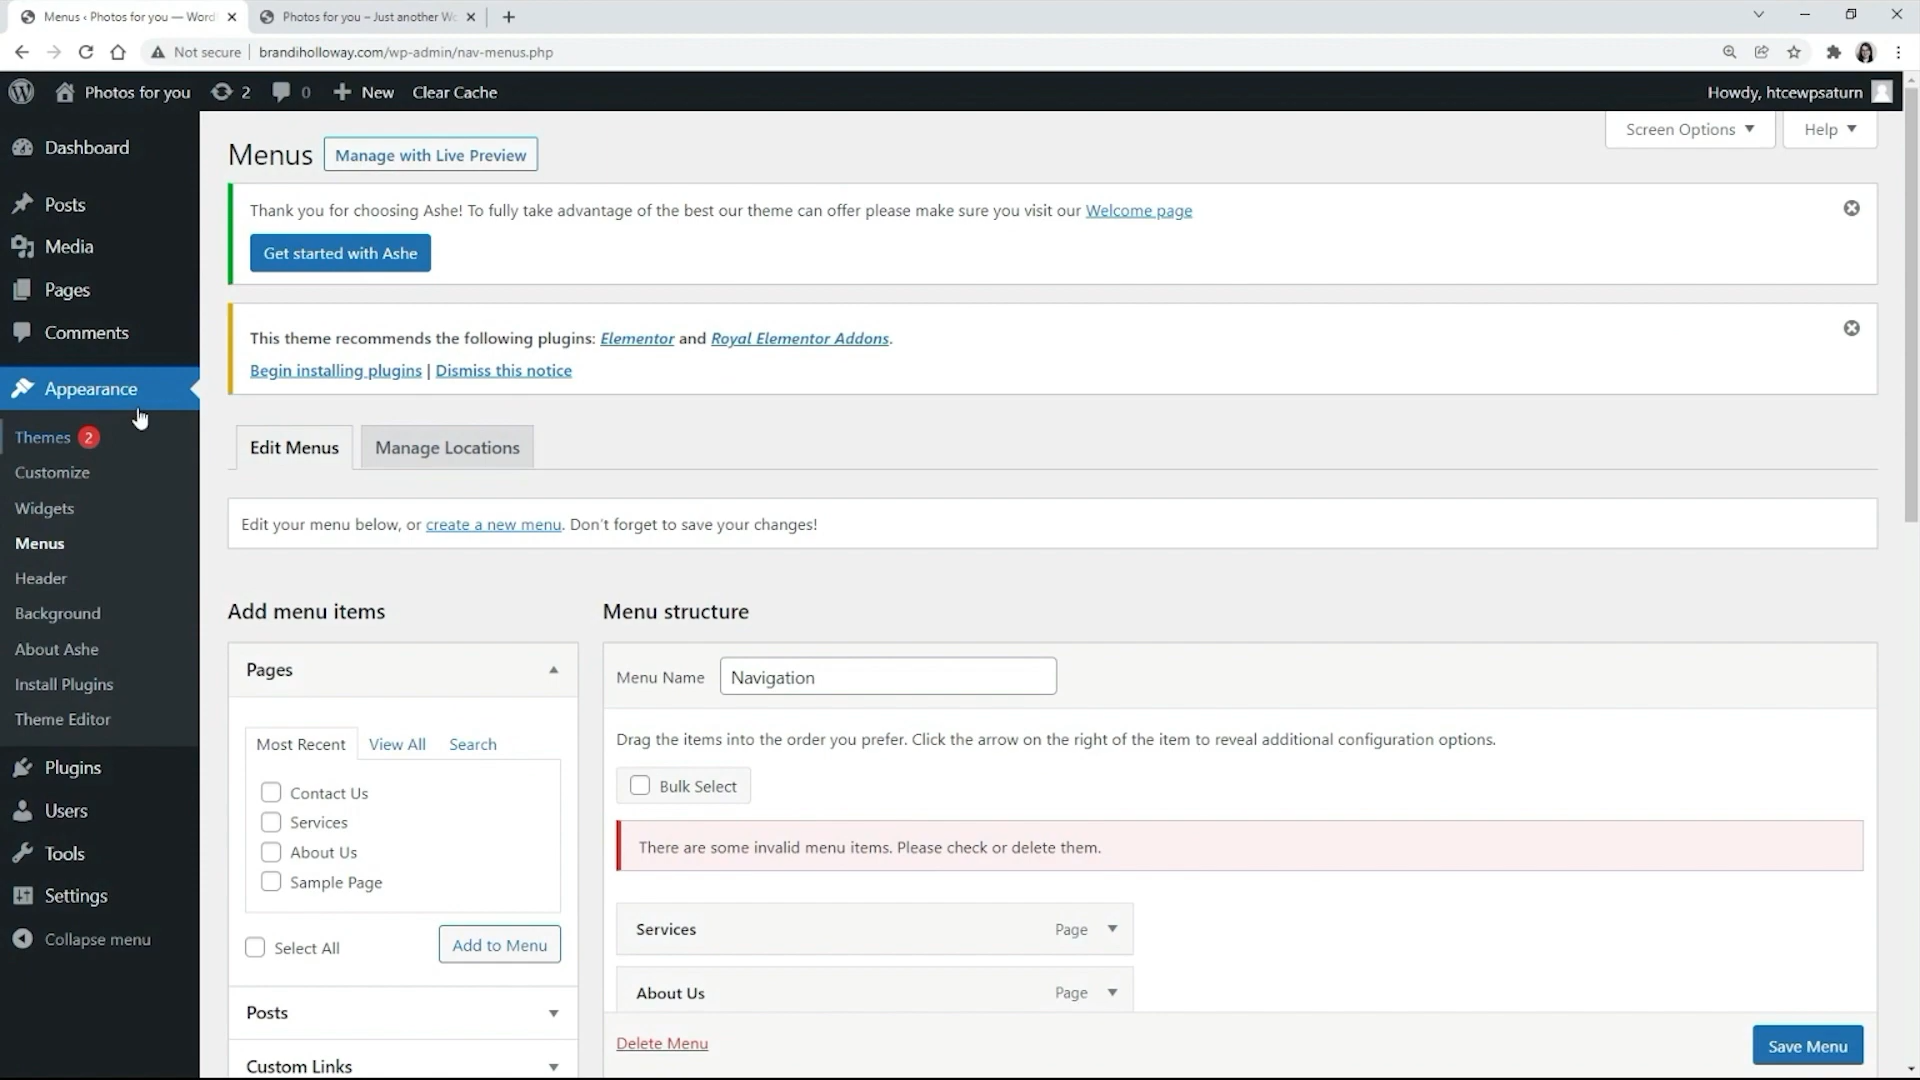 Menus ‹ Photos for you — Word
Photos for you – Just another Wo
Not secure
brandiholloway.com/wp-admin/nav-menus.php
Photos for you
2
0
New
Clear Cache
Howdy, htcewpsaturn
Dashboard
Posts
Media
Pages
Comments
Appearance
Themes 2
Customize
Widgets
Menus
Header
Background
About Ashe
Install Plugins
Theme Editor
Plugins
Users
Tools
Settings
Collapse menu
Screen Options
Help
Menus
Manage with Live Preview
Thank you for choosing Ashe! To fully take advantage of the best our theme can offer please make sure you visit our Welcome page
Get started with Ashe
This theme recommends the following plugins: Elementor and Royal Elementor Addons.
Begin installing plugins | Dismiss this notice
Edit Menus
Manage Locations
Edit your menu below, or create a new menu. Don't forget to save your changes!
Add menu items
Pages
Most Recent
View All
Search
Contact Us
Services
About Us
Sample Page
Select All
Add to Menu
Posts
Custom Links
Menu structure
Menu Name
Navigation
Drag the items into the order you prefer. Click the arrow on the right of the item to reveal additional configuration options.
Bulk Select
There are some invalid menu items. Please check or delete them.
Services
Page
About Us
Page
Delete Menu
Save Menu